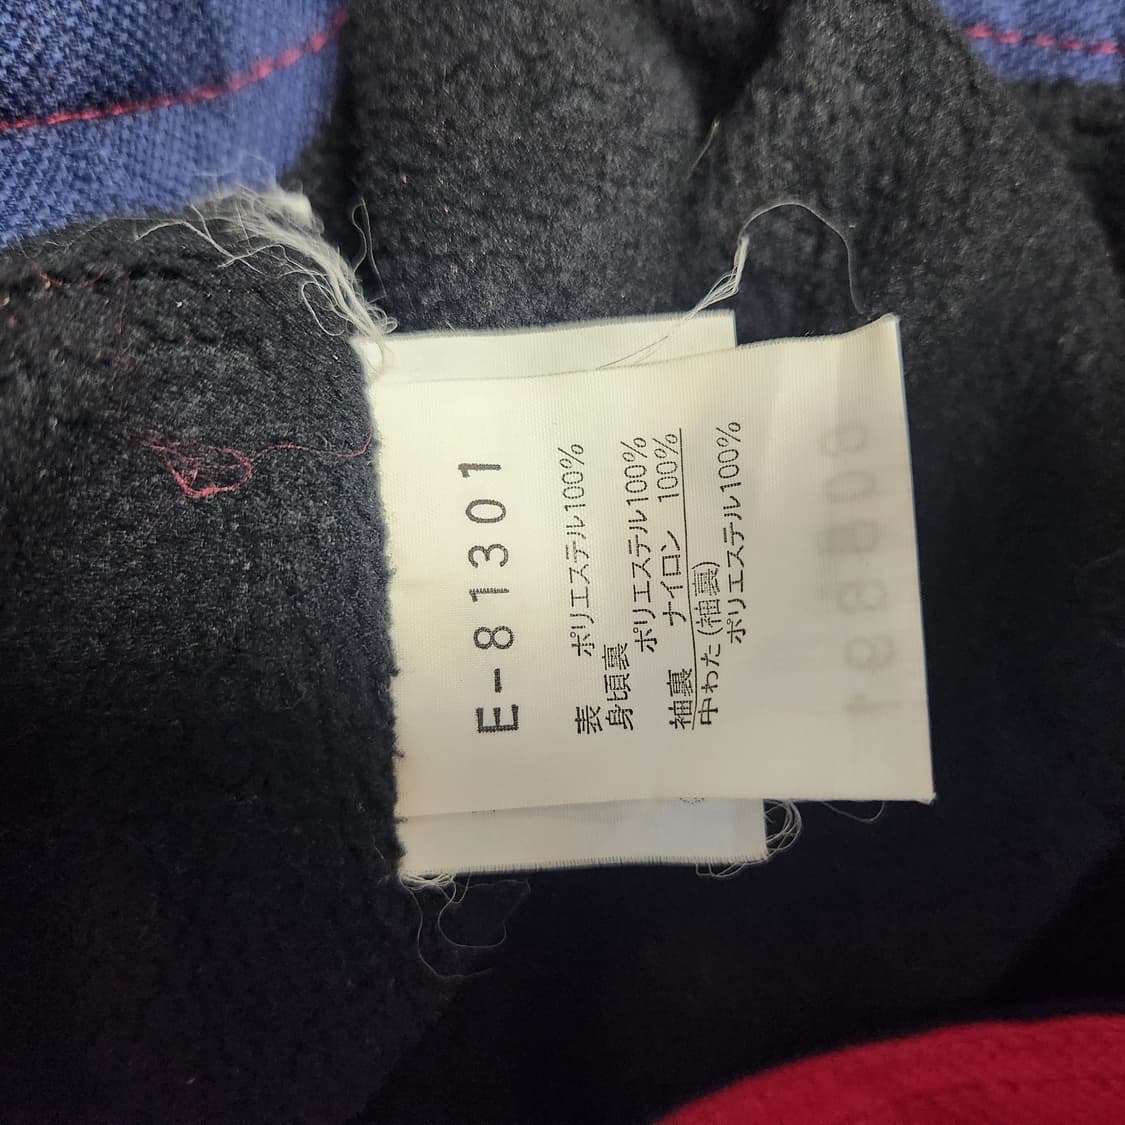 E-81301
表 ポリエステル100%
身頃裏
ポリエステル100%
袖裏 ナイロン 100%
中わた(袖裏)
ポリエステル100%